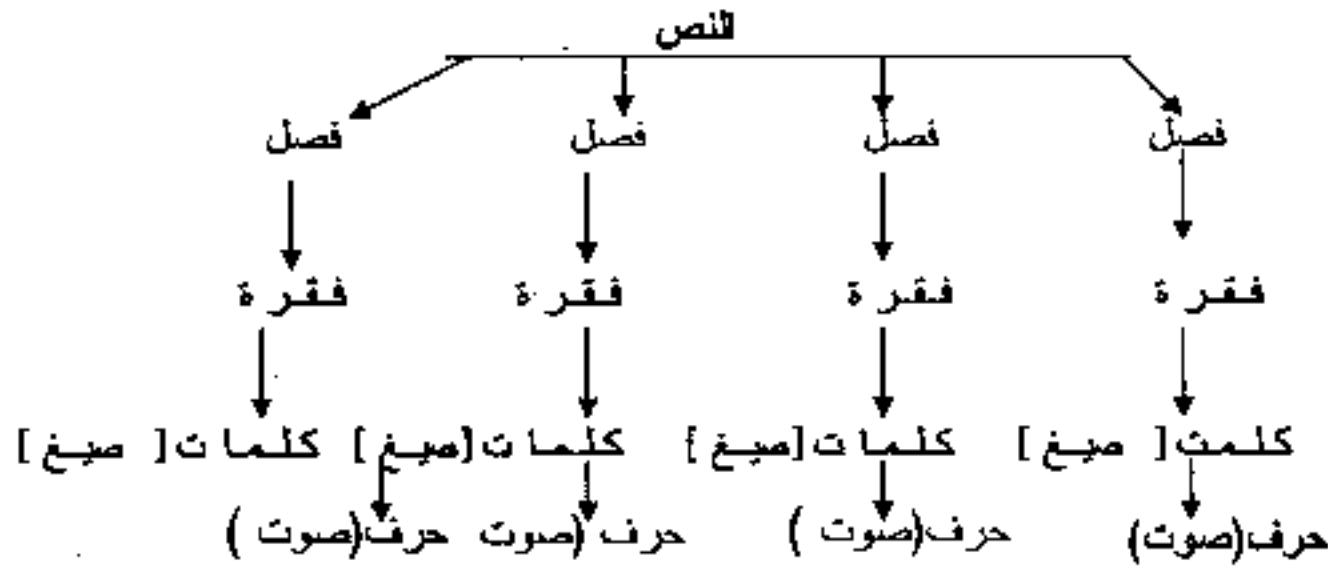 النص
فصل فصل فصل فصل
فقرة فقرة فقرة فقرة
كلمت [ صيغ ] كلمات [صيغ ] كلمات [صيغ ] كلمات [ صيغ ]
حرف(صوت) حرف(صوت ) حرف (صوت حرف(صوت )